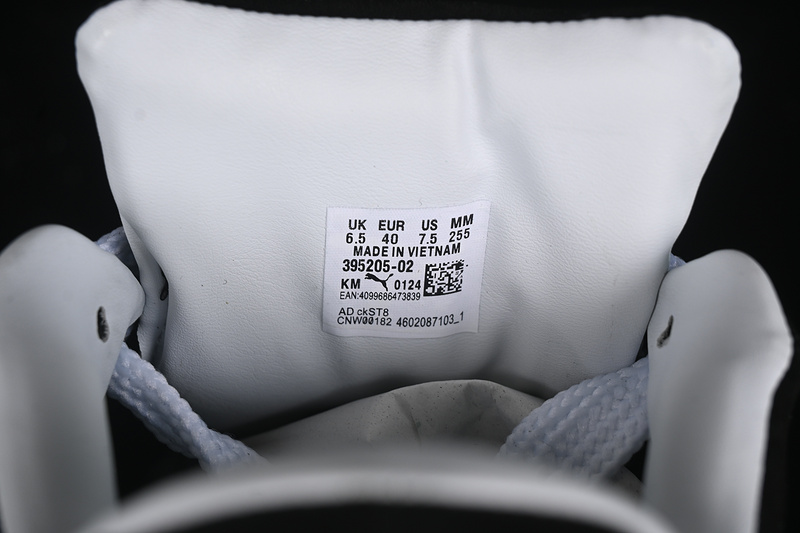 UK EUR US MM
6.5 40 7.5 255
MADE IN VIETNAM
395205-02
KM 0124
EAN:4099686473839
AD ckST8
CNW00182 4602087103_1